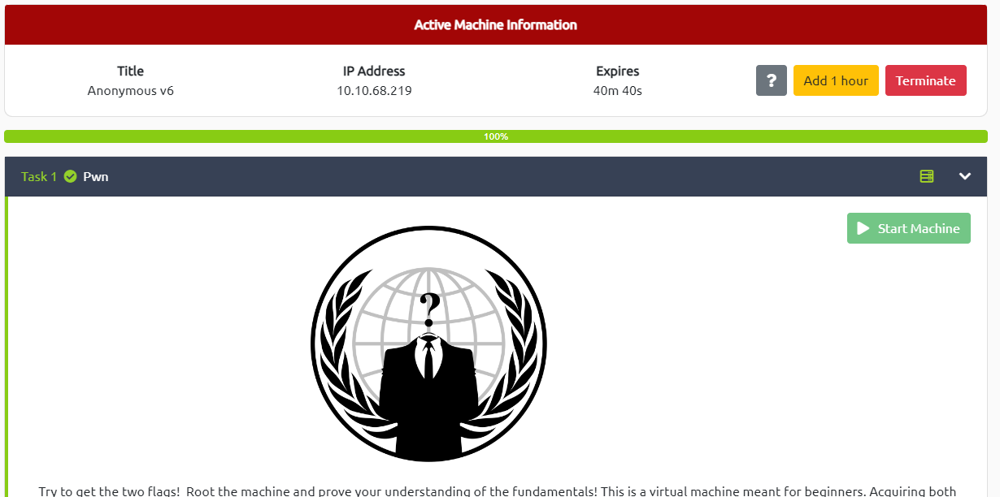 Active Machine Information
Title IP Address Expires
Anonymous v6 10.10.68.219 40m 40s ? Add 1 hour Terminate
100%
Task 1 Pwn
Start Machine
?
Try to get the two flags! Root the machine and prove your understanding of the fundamentals! This is a virtual machine meant for beginners. Acquiring both